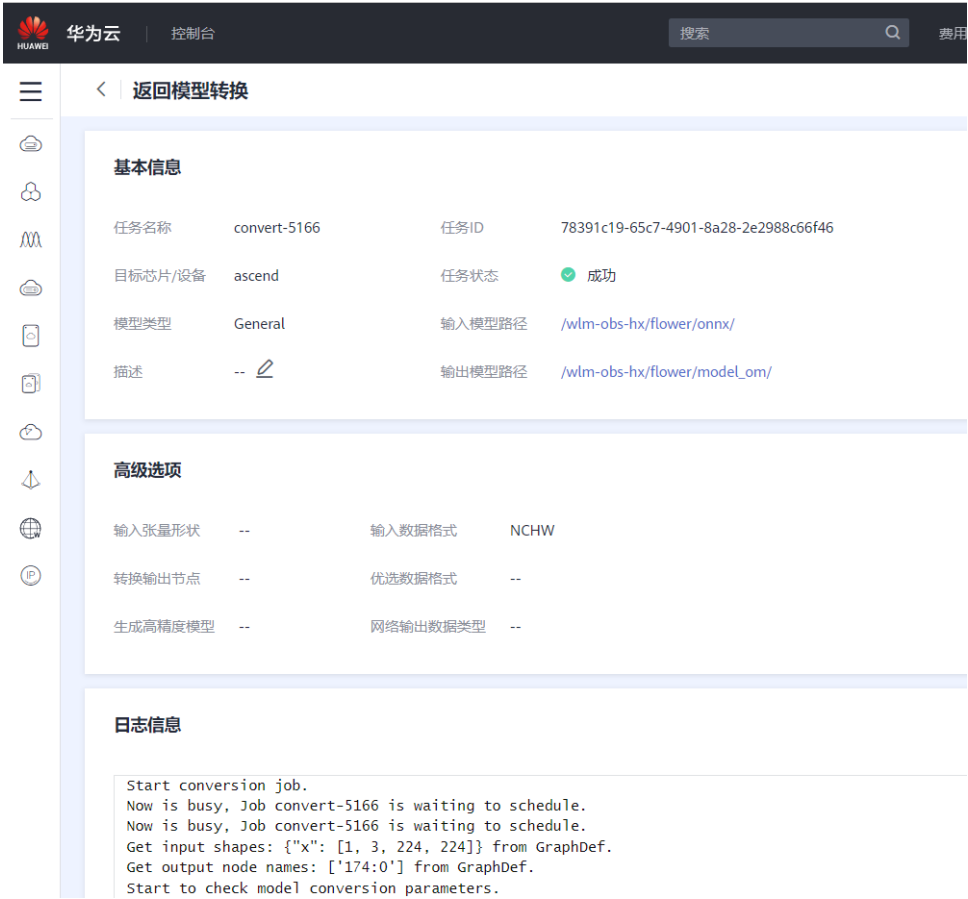 HUAWEI 华为云 控制台 搜索 费用
返回模型转换
基本信息
任务名称 convert-5166 任务ID 78391c19-65c7-4901-8a28-2e2988c66f46
目标芯片/设备 ascend 任务状态 成功
模型类型 General 输入模型路径 /wlm-obs-hx/flower/onnx/
描述 -- 输出模型路径 /wlm-obs-hx/flower/model_om/
高级选项
输入张量形状 -- 输入数据格式 NCHW
转换输出节点 -- 优选数据格式 --
生成高精度模型 -- 网络输出数据类型 --
IP
日志信息
Start conversion job.
Now is busy, Job convert-5166 is waiting to schedule.
Now is busy, Job convert-5166 is waiting to schedule.
Get input shapes: {"x": [1, 3, 224, 224]} from GraphDef.
Get output node names: ['174:0'] from GraphDef.
Start to check model conversion parameters.